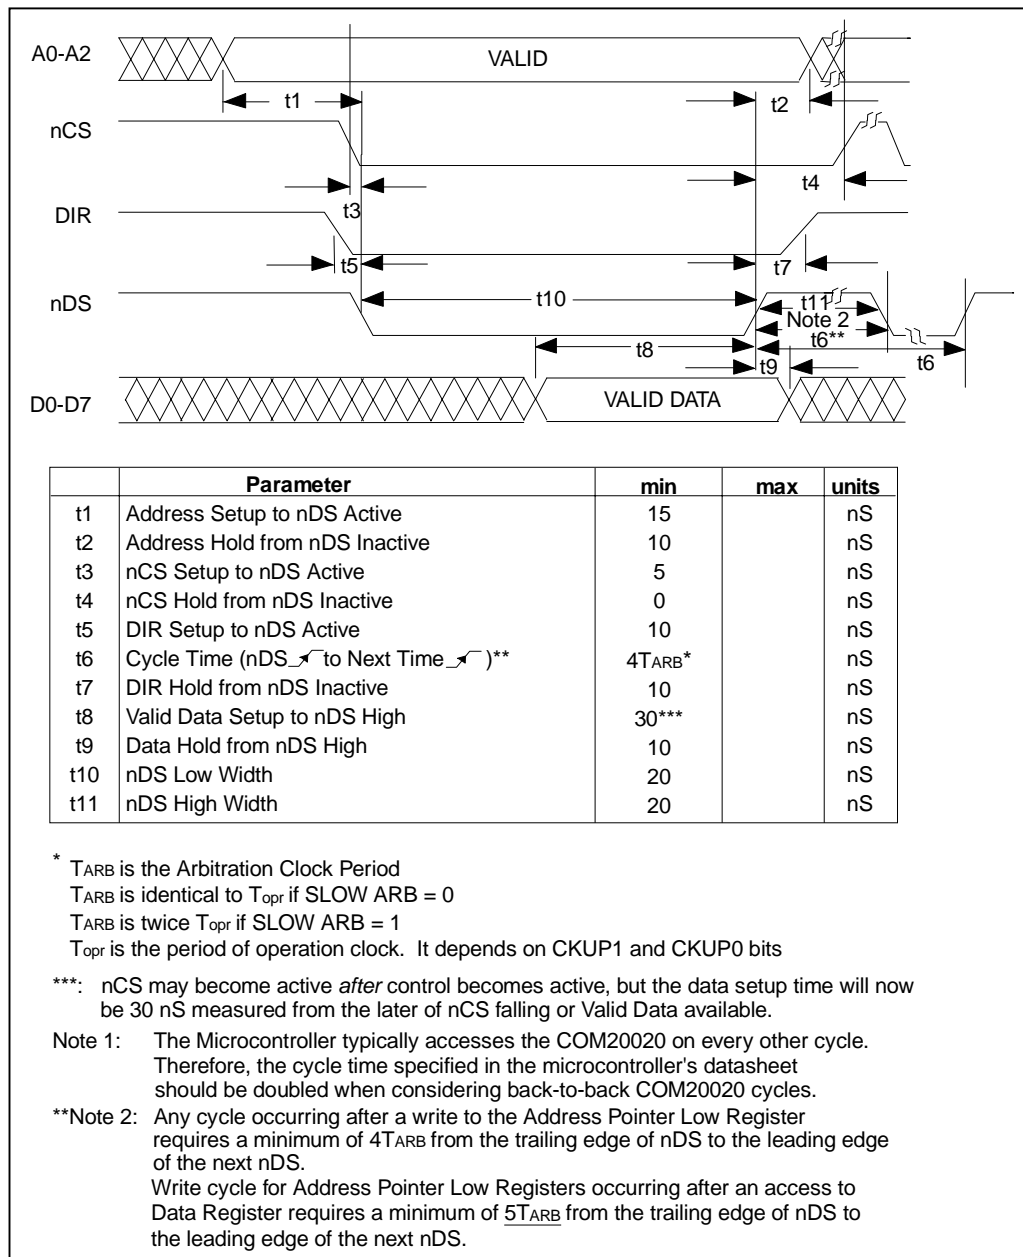 A0-A2
VALID
t1
t2
nCS
t4
t3
DIR
t5
t7
nDS
t10
t11
Note 2
t6**
t8
t9
t6
D0-D7
VALID DATA
Parameter min max units
t1 Address Setup to nDS Active 15 nS
t2 Address Hold from nDS Inactive 10 nS
t3 nCS Setup to nDS Active 5 nS
t4 nCS Hold from nDS Inactive 0 nS
t5 DIR Setup to nDS Active 10 nS
t6 Cycle Time (nDS to Next Time )** 4TARB* nS
t7 DIR Hold from nDS Inactive 10 nS
t8 Valid Data Setup to nDS High 30*** nS
t9 Data Hold from nDS High 10 nS
t10 nDS Low Width 20 nS
t11 nDS High Width 20 nS
* TARB is the Arbitration Clock Period
TARB is identical to Topr if SLOW ARB = 0
TARB is twice Topr if SLOW ARB = 1
Topr is the period of operation clock. It depends on CKUP1 and CKUP0 bits
***: nCS may become active after control becomes active, but the data setup time will now
be 30 nS measured from the later of nCS falling or Valid Data available.
Note 1: The Microcontroller typically accesses the COM20020 on every other cycle.
Therefore, the cycle time specified in the microcontroller's datasheet
should be doubled when considering back-to-back COM20020 cycles.
**Note 2: Any cycle occurring after a write to the Address Pointer Low Register
requires a minimum of 4TARB from the trailing edge of nDS to the leading edge
of the next nDS.
Write cycle for Address Pointer Low Registers occurring after an access to
Data Register requires a minimum of 5TARB from the trailing edge of nDS to
the leading edge of the next nDS.